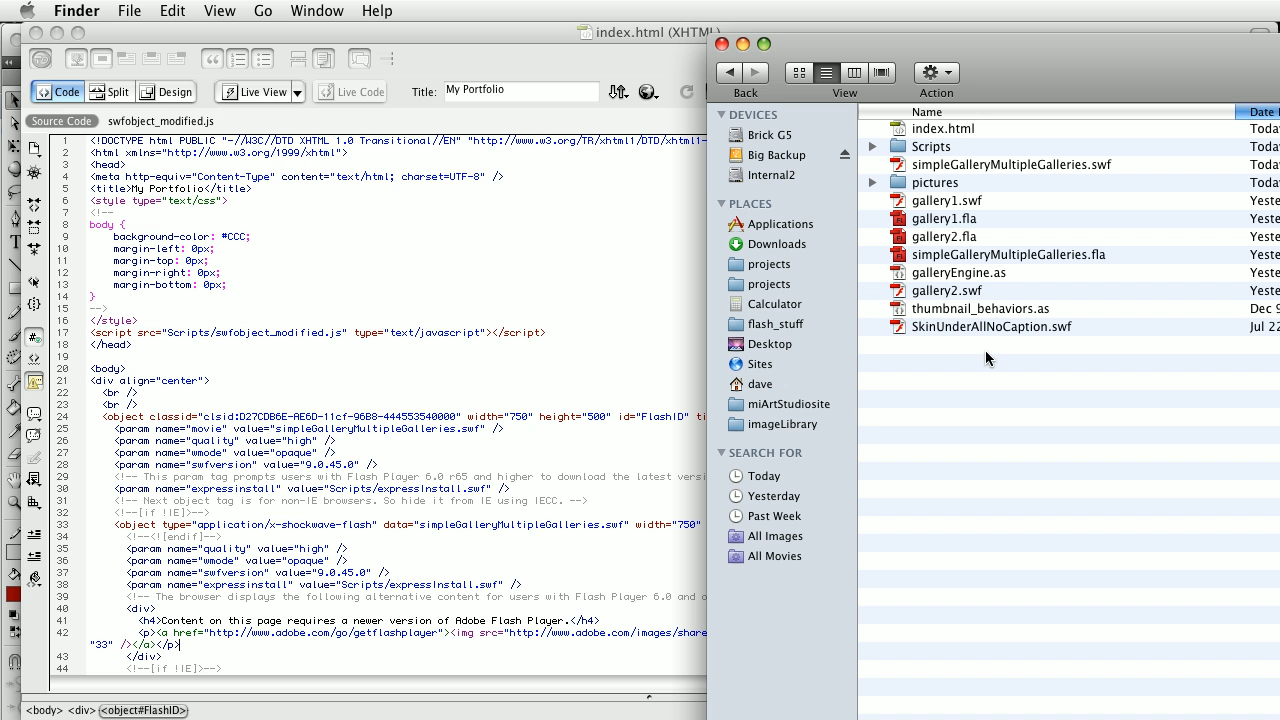 Finder File Edit View Go Window Help
index.html (XHTML)
Code Split Design Live View Live Code Title: My Portfolio
Source Code swfobject_modified.js
1 <!DOCTYPE html PUBLIC "-//W3C//DTD XHTML 1.0 Transitional//EN" "http://www.w3.org/TR/xhtml1/DTD/xhtml1-
2 <html xmlns="http://www.w3.org/1999/xhtml">
3 <head>
4 <meta http-equiv="Content-Type" content="text/html; charset=UTF-8" />
5 <title>My Portfolio</title>
6 <style type="text/css">
7 <!--
8 body {
9 background-color: #CCC;
10 margin-left: 0px;
11 margin-top: 0px;
12 margin-right: 0px;
13 margin-bottom: 0px;
14 }
15 -->
16 </style>
17 <script src="Scripts/swfobject_modified.js" type="text/javascript"></script>
18 </head>
19
20 <body>
21 <div align="center">
22 <br />
23 <br />
24 <object classid="clsid:D27CDB6E-AE6D-11cf-96B8-444553540000" width="750" height="500" id="FlashID" ti
25 <param name="movie" value="simpleGalleryMultipleGalleries.swf" />
26 <param name="quality" value="high" />
27 <param name="wmode" value="opaque" />
28 <param name="swfversion" value="9.0.45.0" />
29 <!-- This param tag prompts users with Flash Player 6.0 r65 and higher to download the latest versi
30 <param name="expressinstall" value="Scripts/expressInstall.swf" />
31 <!-- Next object tag is for non-IE browsers. So hide it from IE using IECC. -->
32 <!--[if !IE]>-->
33 <object type="application/x-shockwave-flash" data="simpleGalleryMultipleGalleries.swf" width="750"
34 <!--<![endif]-->
35 <param name="quality" value="high" />
36 <param name="wmode" value="opaque" />
37 <param name="swfversion" value="9.0.45.0" />
38 <param name="expressinstall" value="Scripts/expressInstall.swf" />
39 <!-- The browser displays the following alternative content for users with Flash Player 6.0 and o
40 <div>
41 <h4>Content on this page requires a newer version of Adobe Flash Player.</h4>
42 <p><a href="http://www.adobe.com/go/getflashplayer"><img src="http://www.adobe.com/images/share
"33" /></a></p>
43 </div>
44 <!--[if !IE]>-->
<body> <div> <object#FlashID>
Back View Action
DEVICES
Brick G5
Big Backup
Internal2
PLACES
Applications
Downloads
projects
projects
Calculator
flash_stuff
Desktop
Sites
dave
miArtStudiosite
imageLibrary
SEARCH FOR
Today
Yesterday
Past Week
All Images
All Movies
Name Date
index.html Toda
Scripts Toda
simpleGalleryMultipleGalleries.swf Toda
pictures Toda
gallery1.swf Yeste
gallery1.fla Yeste
gallery2.fla Yeste
simpleGalleryMultipleGalleries.fla Yeste
galleryEngine.as Yeste
gallery2.swf Yeste
thumbnail_behaviors.as Dec 9
SkinUnderAllNoCaption.swf Jul 22